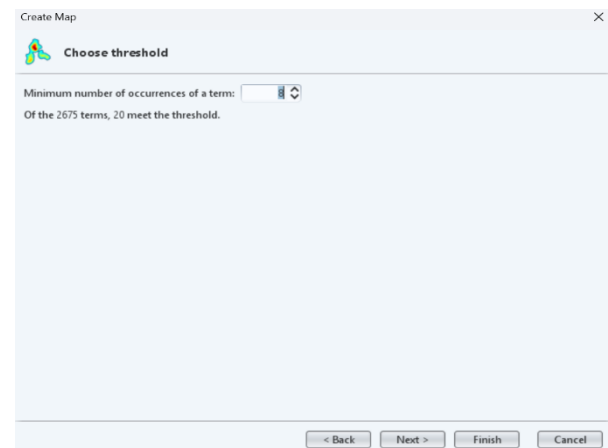 Create Map
Choose threshold
Minimum number of occurrences of a term: 8
Of the 2675 terms, 20 meet the threshold.
< Back Next > Finish Cancel